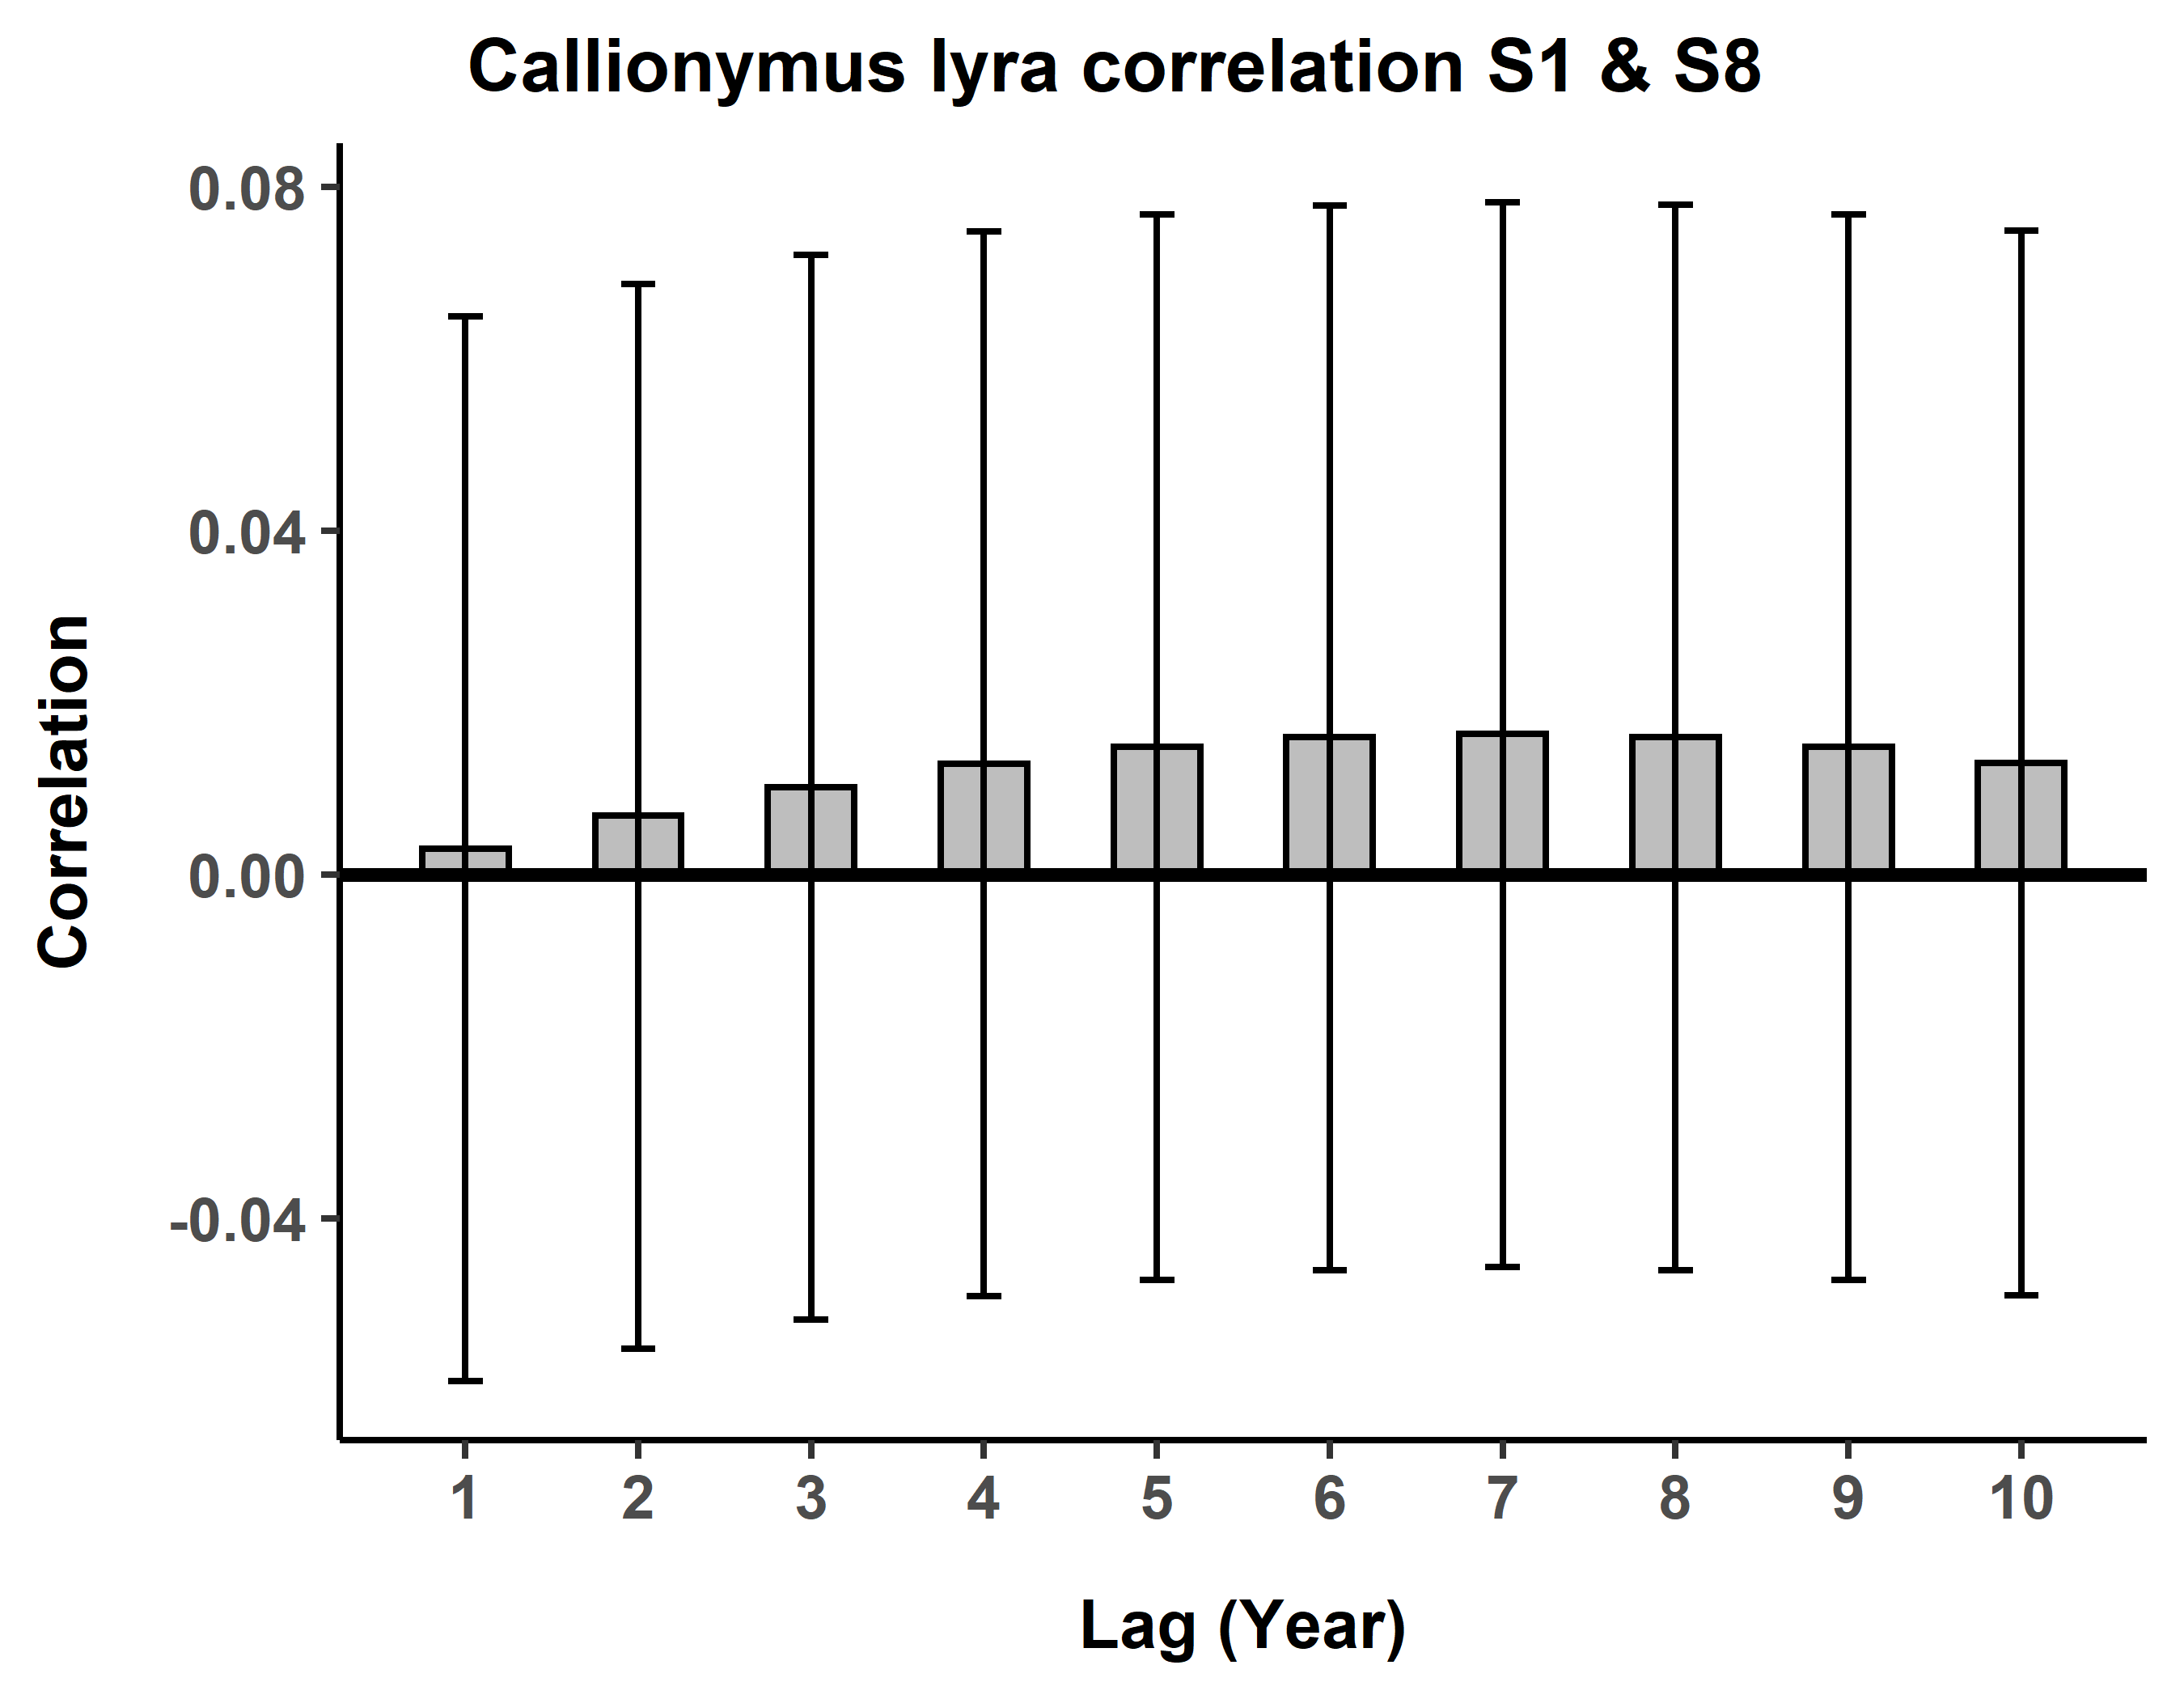 Callionymus lyra correlation S1 & S8
0.08
0.04
0.00
-0.04
Correlation
1 2 3 4 5 6 7 8 9 10
Lag (Year)